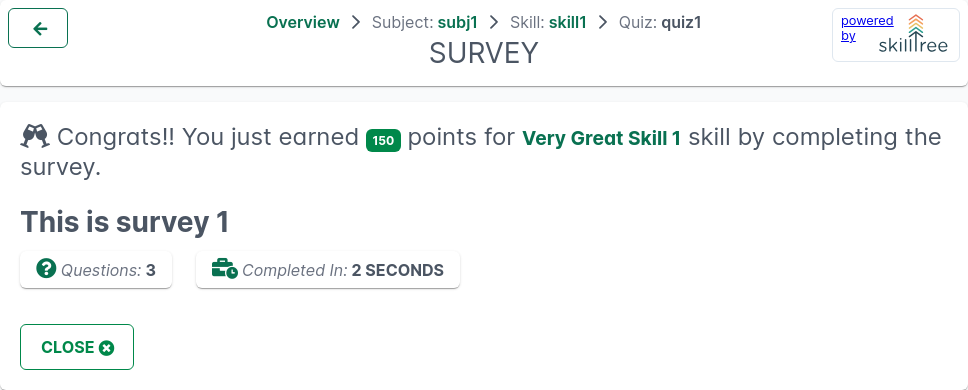 Overview > Subject: subj1 > Skill: skill1 > Quiz: quiz1
SURVEY
powered
by
skilltree
Congrats!! You just earned 150 points for Very Great Skill 1 skill by completing the
survey.
This is survey 1
Questions: 3
Completed In: 2 SECONDS
CLOSE